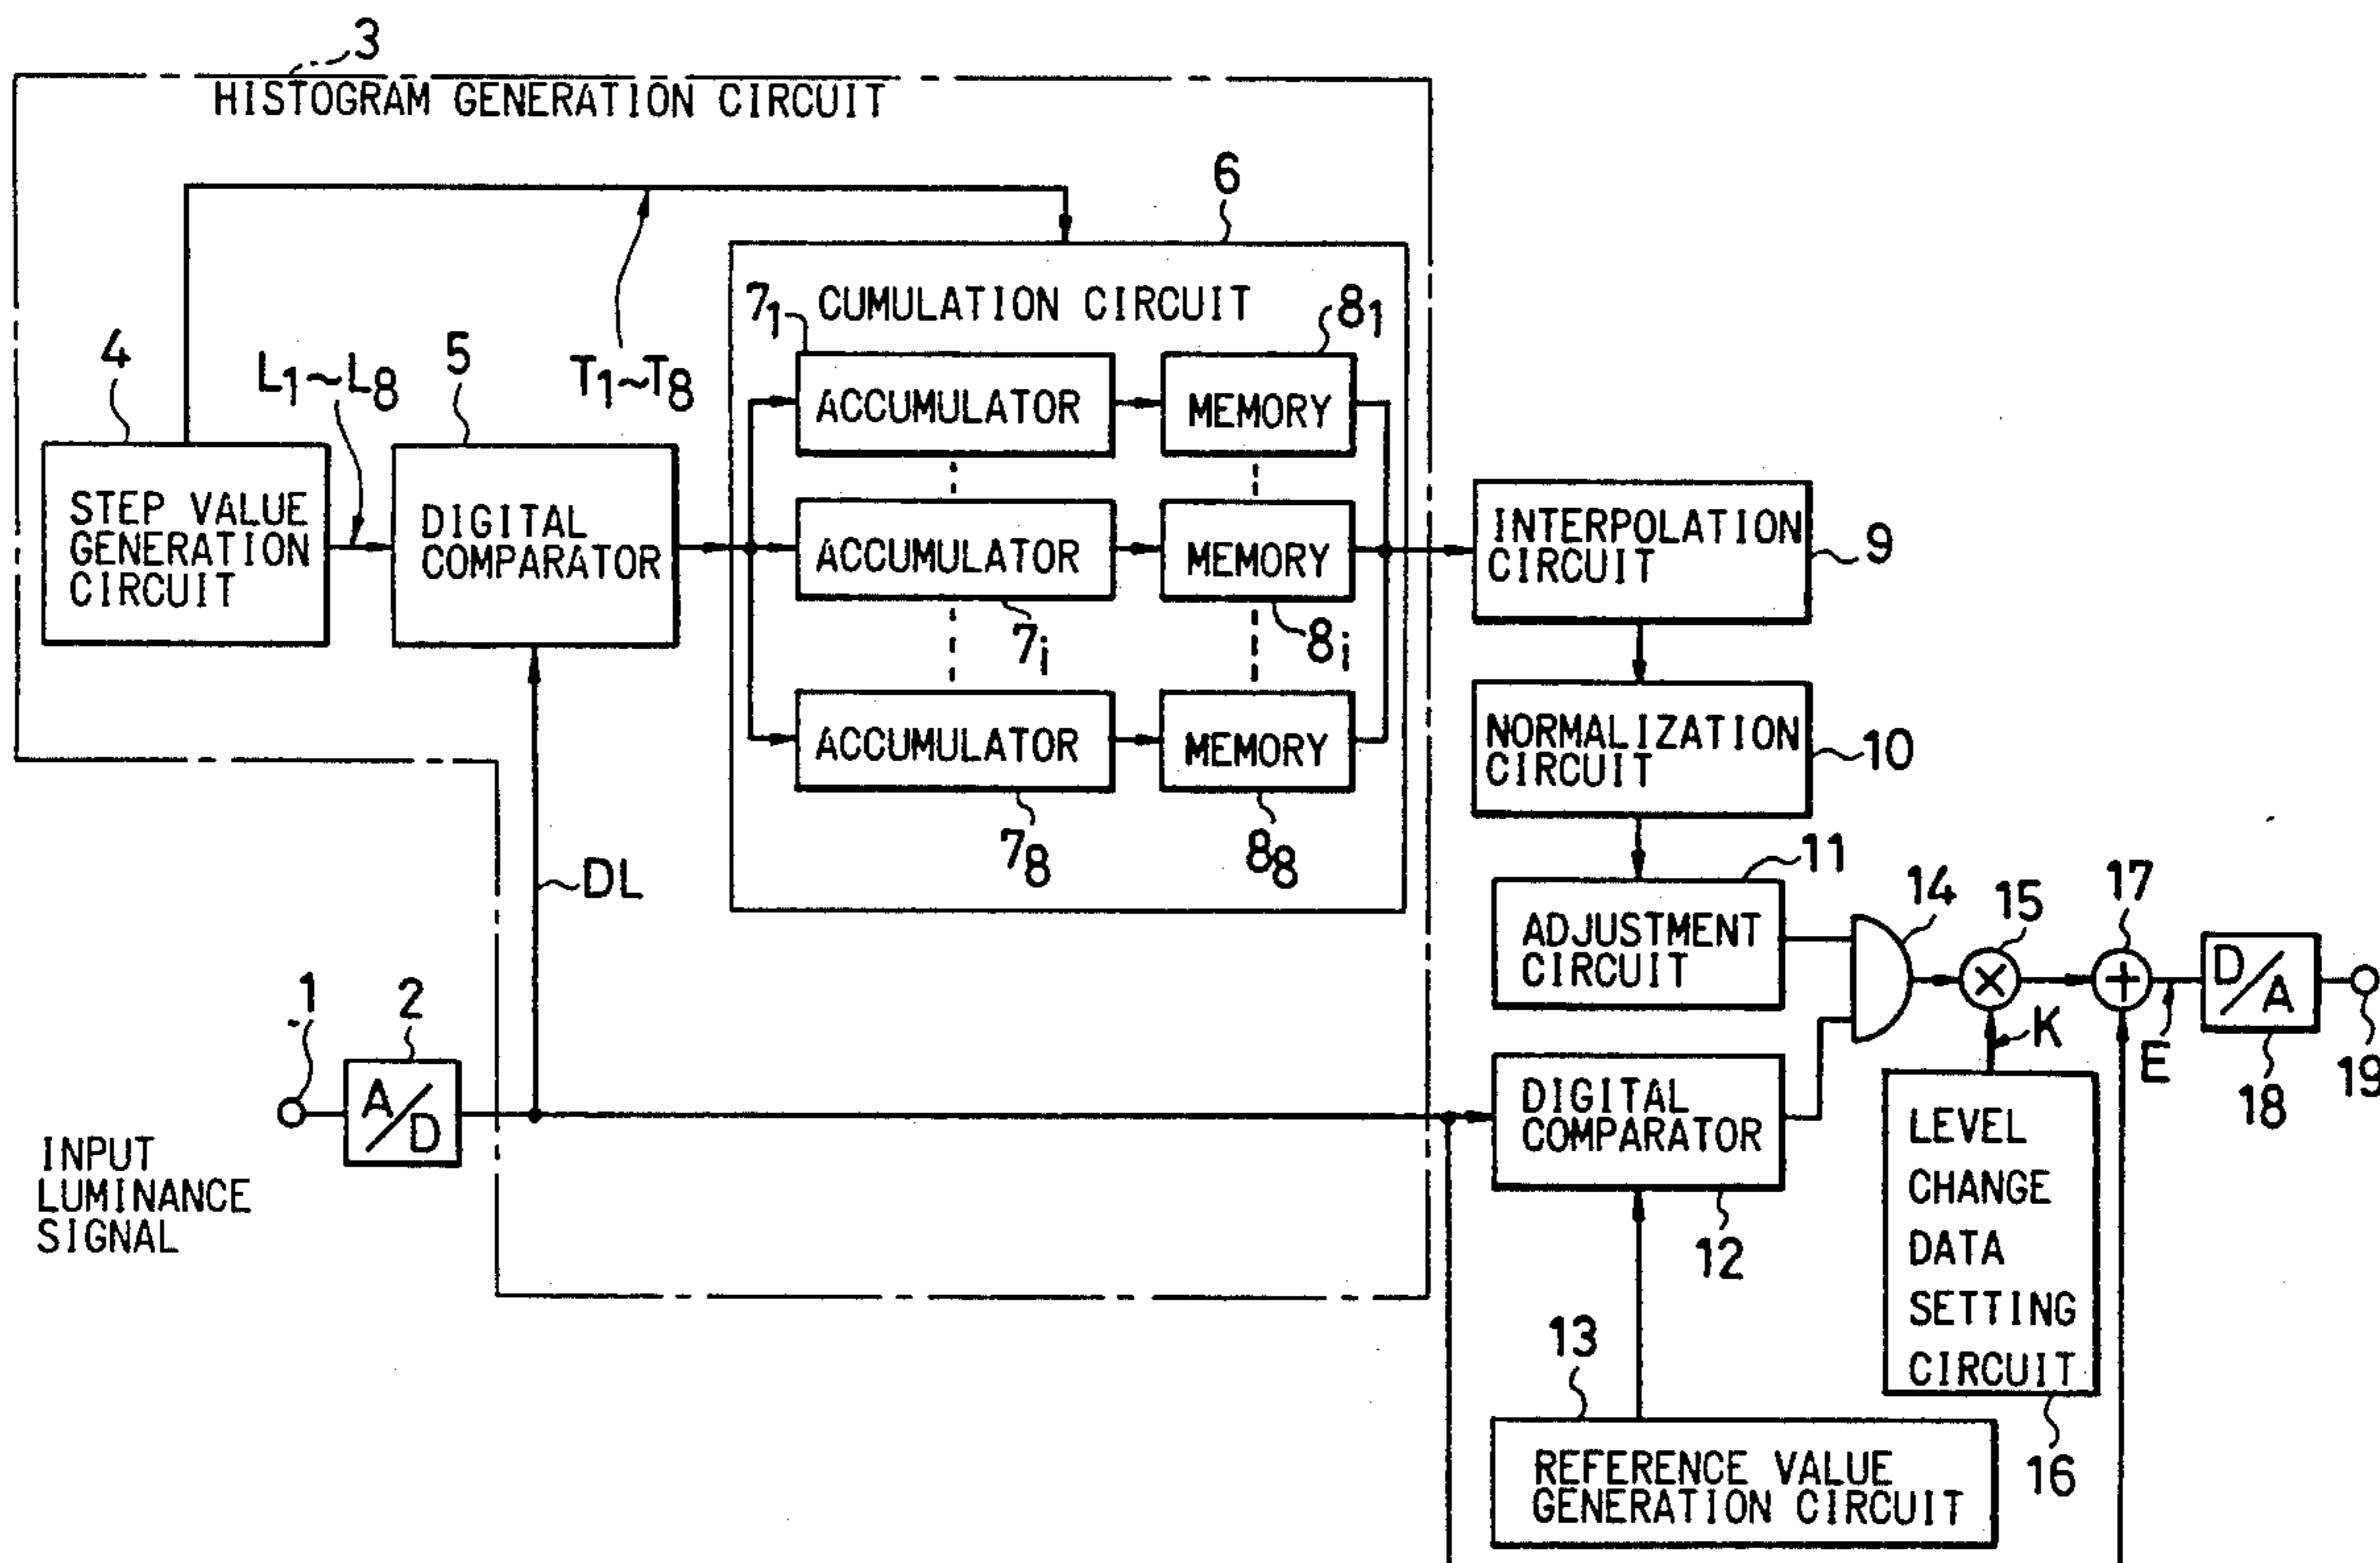 3
HISTOGRAM GENERATION CIRCUIT
6
7₁
CUMULATION CIRCUIT
8₁
4
L₁~L₈
5
T₁~T₈
ACCUMULATOR
MEMORY
STEP VALUE
GENERATION
CIRCUIT
DIGITAL
COMPARATOR
ACCUMULATOR
MEMORY
INTERPOLATION
CIRCUIT
9
7i
8i
ACCUMULATOR
MEMORY
NORMALIZATION
CIRCUIT
10
7₈
8₈
DL
11
ADJUSTMENT
CIRCUIT
14
15
17
D/A
1
2
K
E
18
19
A/D
INPUT
LUMINANCE
SIGNAL
DIGITAL
COMPARATOR
12
LEVEL
CHANGE
DATA
SETTING
CIRCUIT
13
16
REFERENCE VALUE
GENERATION CIRCUIT